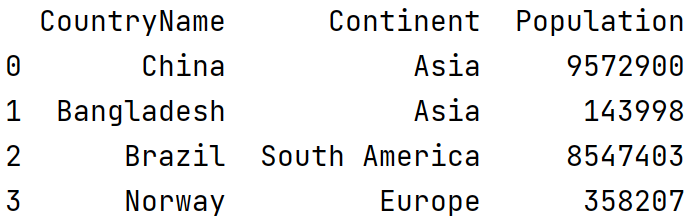 CountryName Continent Population
0 China Asia 9572900
1 Bangladesh Asia 143998
2 Brazil South America 8547403
3 Norway Europe 358207